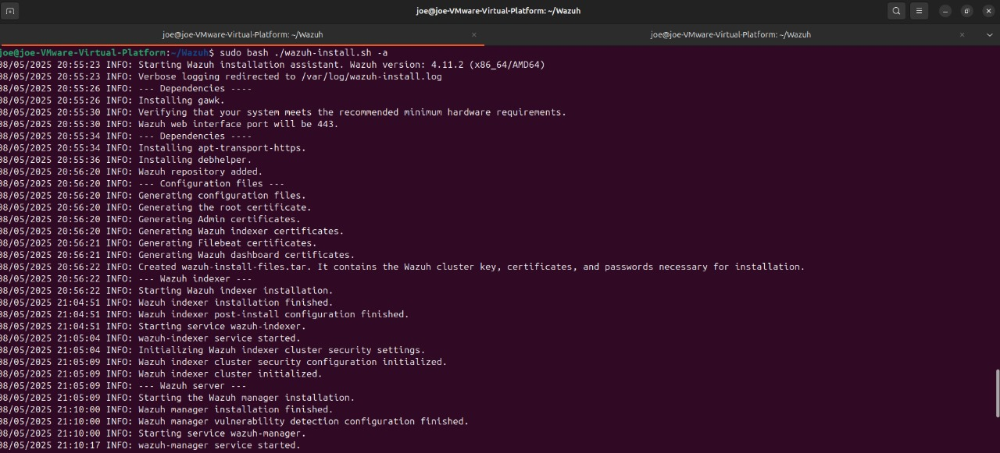 joe@joe-VMware-Virtual-Platform: ~/Wazuh
joe@joe-VMware-Virtual-Platform: ~/Wazuh
joe@joe-VMware-Virtual-Platform: ~/Wazuh
joe@joe-VMware-Virtual-Platform:~/Wazuh$ sudo bash ./wazuh-install.sh -a
08/05/2025 20:55:23 INFO: Starting Wazuh installation assistant. Wazuh version: 4.11.2 (x86_64/AMD64)
08/05/2025 20:55:23 INFO: Verbose logging redirected to /var/log/wazuh-install.log
08/05/2025 20:55:26 INFO: --- Dependencies ----
08/05/2025 20:55:26 INFO: Installing gawk.
08/05/2025 20:55:30 INFO: Verifying that your system meets the recommended minimum hardware requirements.
08/05/2025 20:55:30 INFO: Wazuh web interface port will be 443.
08/05/2025 20:55:34 INFO: --- Dependencies ----
08/05/2025 20:55:34 INFO: Installing apt-transport-https.
08/05/2025 20:55:36 INFO: Installing debhelper.
08/05/2025 20:56:20 INFO: Wazuh repository added.
08/05/2025 20:56:20 INFO: --- Configuration files ---
08/05/2025 20:56:20 INFO: Generating configuration files.
08/05/2025 20:56:20 INFO: Generating the root certificate.
08/05/2025 20:56:20 INFO: Generating Admin certificates.
08/05/2025 20:56:20 INFO: Generating Wazuh indexer certificates.
08/05/2025 20:56:21 INFO: Generating Filebeat certificates.
08/05/2025 20:56:21 INFO: Generating Wazuh dashboard certificates.
08/05/2025 20:56:22 INFO: Created wazuh-install-files.tar. It contains the Wazuh cluster key, certificates, and passwords necessary for installation.
08/05/2025 20:56:22 INFO: --- Wazuh indexer ---
08/05/2025 20:56:22 INFO: Starting Wazuh indexer installation.
08/05/2025 21:04:51 INFO: Wazuh indexer installation finished.
08/05/2025 21:04:51 INFO: Wazuh indexer post-install configuration finished.
08/05/2025 21:04:51 INFO: Starting service wazuh-indexer.
08/05/2025 21:05:04 INFO: wazuh-indexer service started.
08/05/2025 21:05:04 INFO: Initializing Wazuh indexer cluster security settings.
08/05/2025 21:05:09 INFO: Wazuh indexer cluster security configuration initialized.
08/05/2025 21:05:09 INFO: Wazuh indexer cluster initialized.
08/05/2025 21:05:09 INFO: --- Wazuh server ---
08/05/2025 21:05:09 INFO: Starting the Wazuh manager installation.
08/05/2025 21:10:00 INFO: Wazuh manager installation finished.
08/05/2025 21:10:00 INFO: Wazuh manager vulnerability detection configuration finished.
08/05/2025 21:10:00 INFO: Starting service wazuh-manager.
08/05/2025 21:10:17 INFO: wazuh-manager service started.